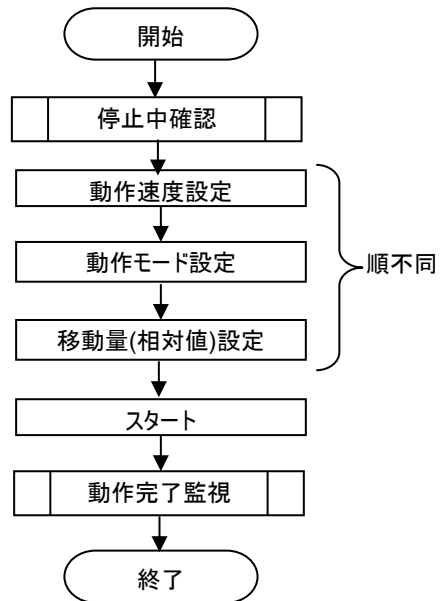 開始
停止中確認
動作速度設定
動作モード設定
順不同
移動量(相対値)設定
スタート
動作完了監視
終了